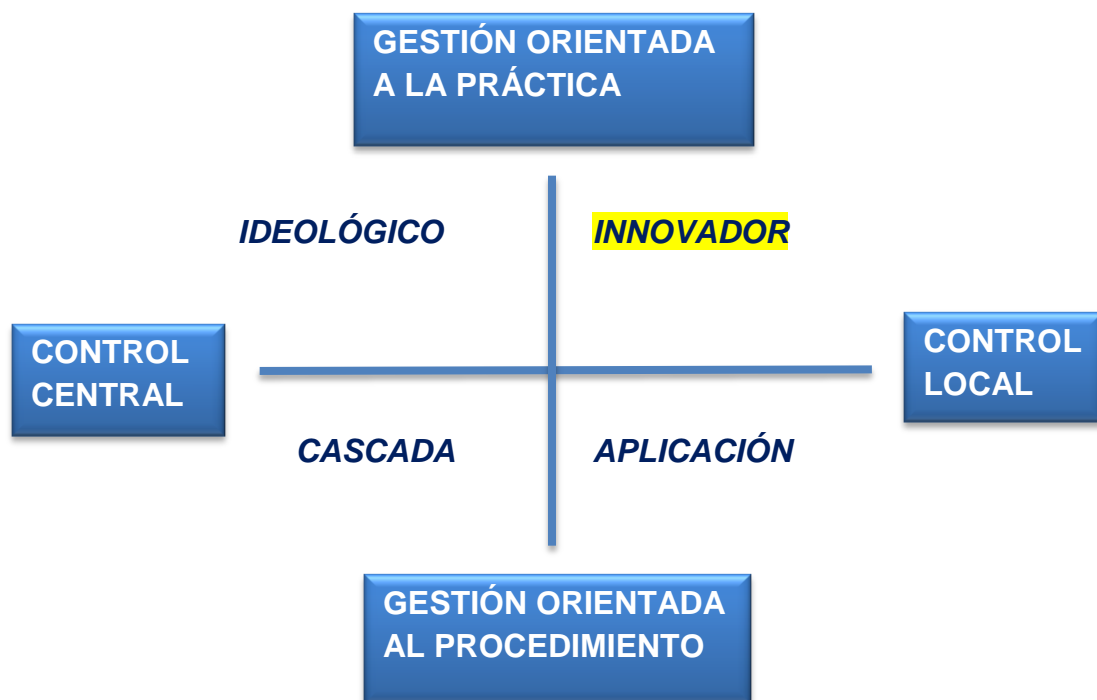 GESTIÓN ORIENTADA
A LA PRÁCTICA
IDEOLÓGICO
INNOVADOR
CONTROL
CENTRAL
CONTROL
LOCAL
CASCADA
APLICACIÓN
GESTIÓN ORIENTADA
AL PROCEDIMIENTO